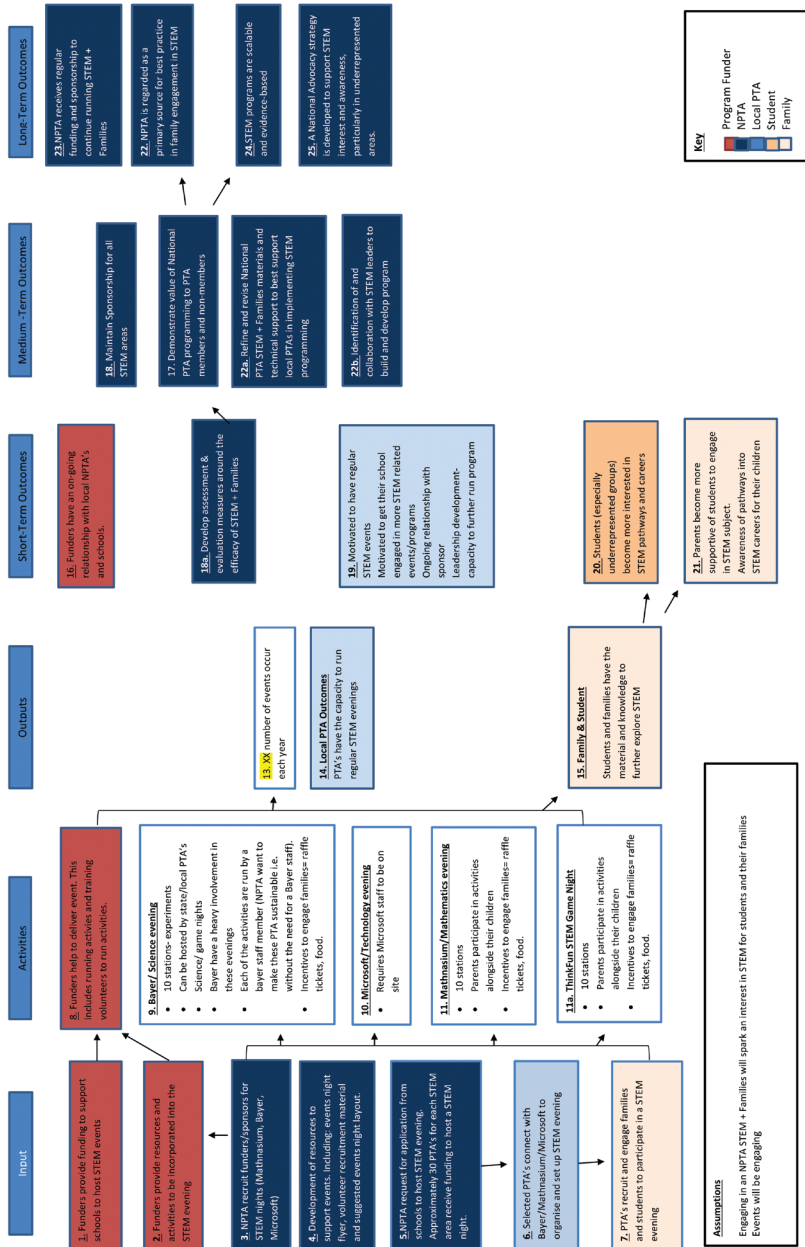 Input
1. Funders provide funding to support
schools to host STEM events
2. Funders provide resources and
activities to be incorporated into the
STEM evening
3. NPTA recruit funders/sponsors for
STEM nights (Mathnasium, Bayer,
Microsoft)
4. Development of resources to
support events. Including: events night
flyer, volunteer recruitment material
and suggested events night layout.
5. NPTA request for application from
schools to host STEM evening.
Approximately 30 PTA's for each STEM
area receive funding to host a STEM
night.
6. Selected PTA's connect with
Bayer/Mathnasium/Microsoft to
organise and set up STEM evening
7. PTA's recruit and engage families
and students to participate in a STEM
evening
Activities
8. Funders help to deliver event. This
includes running activies and training
volunteers to run activities.
9. Bayer/ Science evening
• 10 stations- experiments
• Can be hosted by state/local PTA's
• Science/ game nights
• Bayer have a heavy involvement in
these evenings
• Each of the activities are run by a
bayer staff member (NPTA want to
make these PTA sustainable i.e.
without the need for a Bayer staff).
• Incentives to engage families= raffle
tickets, food.
10. Microsoft/Technology evening
• Requires Microsoft staff to be on
site
11. Mathnasium/Mathematics evening
• 10 stations
• Parents participate in activities
alongside their children
• Incentives to engage families= raffle
tickets, food.
11a. ThinkFun STEM Game Night
• 10 stations
• Parents participate in activities
alongside their children
• Incentives to engage families= raffle
tickets, food.
Outputs
13. XX number of events occur
each year
14. Local PTA Outcomes
PTA's have the capacity to run
regular STEM evenings
15. Family & Student
Students and families have the
material and knowledge to
further explore STEM
Short-Term Outcomes
16. Funders have an on-going
relationship with local NPTA's
and schools.
18a. Develop assessment &
evaluation measures around the
efficacy of STEM + Families
19. Motivated to have regular
STEM events
Motivated to get their school
engaged in more STEM related
events/programs
Ongoing relationship with
sponsor
Leadership development-
capacity to further run program
20. Students (especially
underrepresented groups)
become more interested in
STEM pathways and careers
21. Parents become more
supportive of students to engage
in STEM subject.
Awareness of pathways into
STEM careers for their children
Medium -Term Outcomes
18. Maintain Sponsorship for all
STEM areas
17. Demonstrate value of National
PTA programming to PTA
members and non-members
22a. Refine and revise National
PTA STEM + Families materials and
technical support to best support
local PTAs in implementing STEM
programming
22b. Identification of and
collaboration with STEM leaders to
build and develop program
Long-Term Outcomes
23.NPTA receives regular
funding and sponsorship to
continue running STEM +
Families
22. NPTA is regarded as a
primary source for best practice
in family engagement in STEM
24.STEM programs are scalable
and evidence-based
25. A National Advocacy strategy
is developed to support STEM
interest and awareness,
particularly in underrepresented
areas.
Assumptions
Engaging in an NPTA STEM + Families will spark an interest in STEM for students and their families
Events will be engaging
Key
Program Funder
NPTA
Local PTA
Student
Family